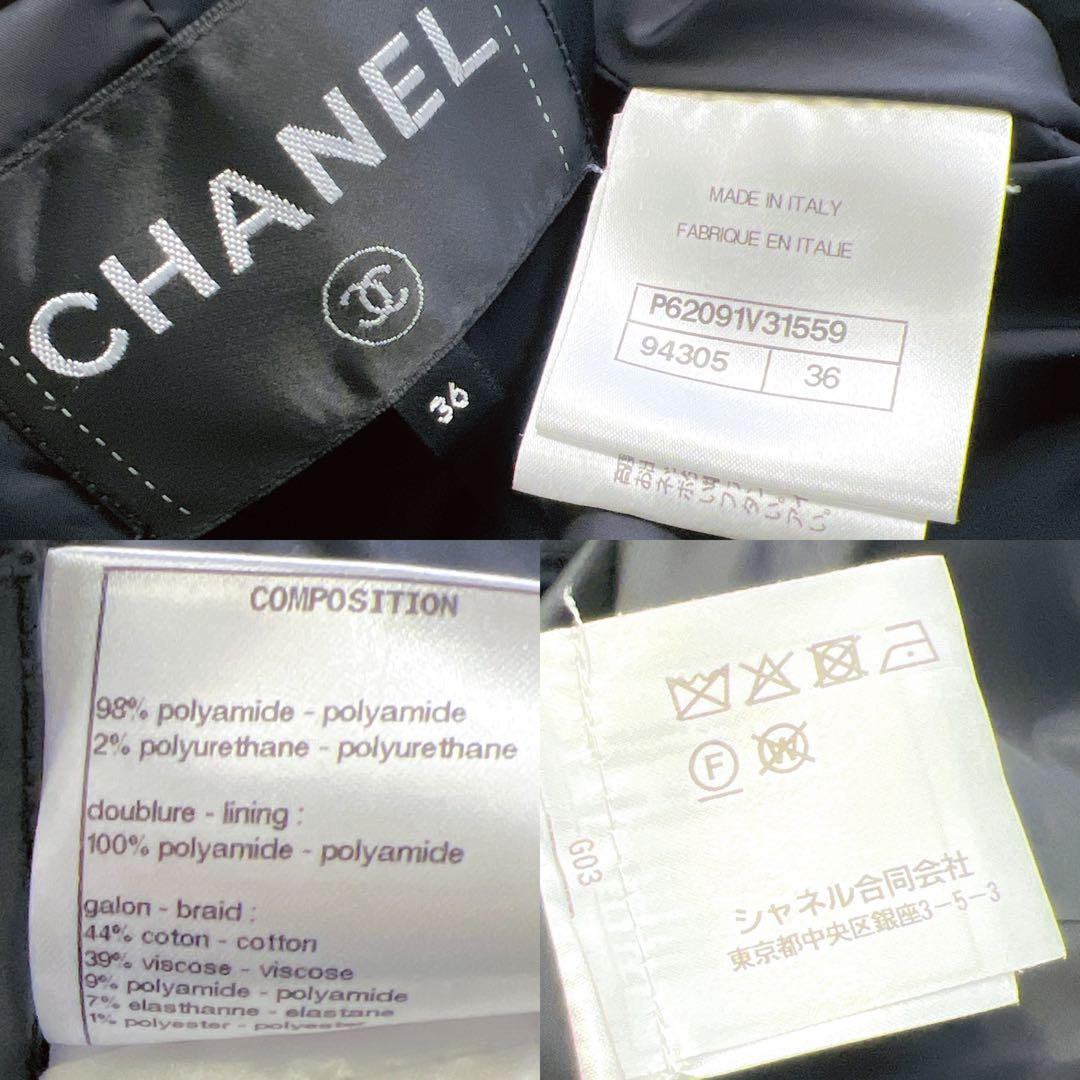 CHANEL
36
MADE IN ITALY
FABRIQUE EN ITALIE
P62091V31559
94305 36
COMPOSITION
98% polyamide - polyamide
2% polyurethane - polyurethane
doublure - lining :
100% polyamide - polyamide
galon - braid :
44% coton - cotton
39% viscose - viscose
9% polyamide - polyamide
7% elasthanne - elastane
1% polyester - polyester
F
W
G03
シャネル合同会社
東京都中央区銀座3-5-3